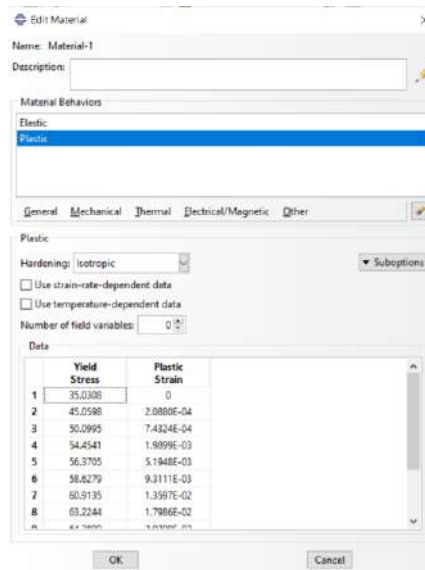 Edit Material
Name: Material-1
Description:
Material Behaviors
Elastic
Plastic
General Mechanical Thermal Electrical/Magnetic Other
Plastic
Hardening: Isotropic
Suboptions
Use strain-rate-dependent data
Use temperature-dependent data
Number of field variables: 0
Data
Yield Stress Plastic Strain
1 35.0308 0
2 45.0598 2.0880E-04
3 50.0995 7.4324E-04
4 54.4541 1.9899E-03
5 56.3705 5.1948E-03
6 58.6279 9.3111E-03
7 60.9135 1.3597E-02
8 63.2244 1.7986E-02
OK Cancel